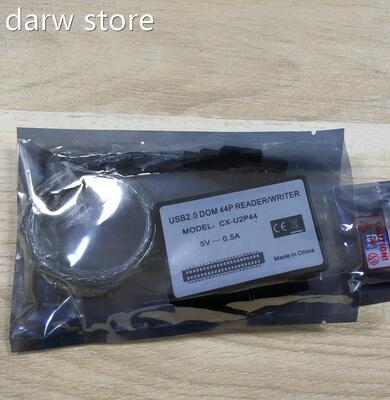 darw store
USB2.0 DOM 44P READER/WRITER
MODEL: CX-U2P44
5V 0.5A
CE
Made in China